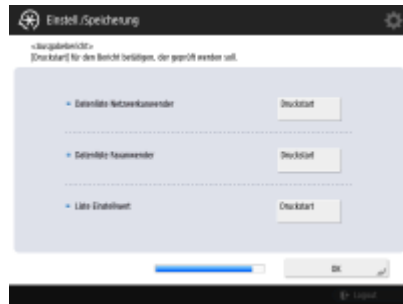 Einstell./Speicherung
<Ausgabebericht>
[Druckstart] für den Bericht betätigen, der geprüft werden soll.
Datenliste Netzwerkanwender
Druckstart
Datenliste Faxanwender
Druckstart
Liste Einstellwert
Druckstart
OK
Logout